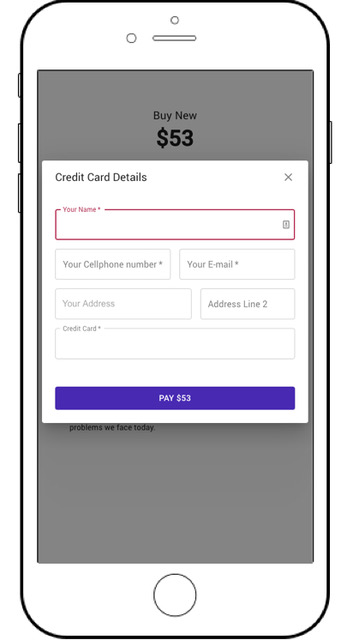 Buy New
$53
Credit Card Details
Your Name *
Your Cellphone number *
Your E-mail *
Your Address
Address Line 2
Credit Card *
PAY $53
problems we face today.